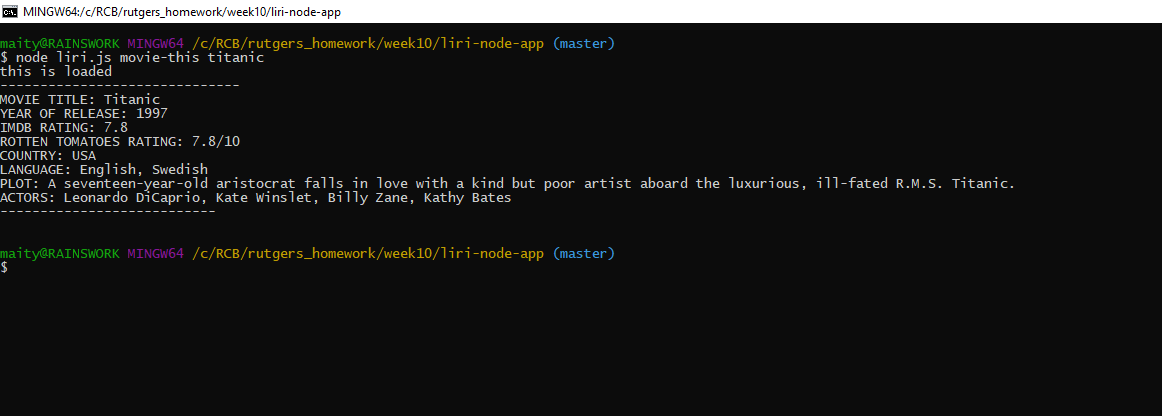 MINGW64:/c/RCB/rutgers_homework/week10/liri-node-app
maity@RAINSWORK MINGW64 /c/RCB/rutgers_homework/week10/liri-node-app (master)
$ node liri.js movie-this titanic
this is loaded
------------------------------
MOVIE TITLE: Titanic
YEAR OF RELEASE: 1997
IMDB RATING: 7.8
ROTTEN TOMATOES RATING: 7.8/10
COUNTRY: USA
LANGUAGE: English, Swedish
PLOT: A seventeen-year-old aristocrat falls in love with a kind but poor artist aboard the luxurious, ill-fated R.M.S. Titanic.
ACTORS: Leonardo DiCaprio, Kate Winslet, Billy Zane, Kathy Bates
---------------------------
maity@RAINSWORK MINGW64 /c/RCB/rutgers_homework/week10/liri-node-app (master)
$